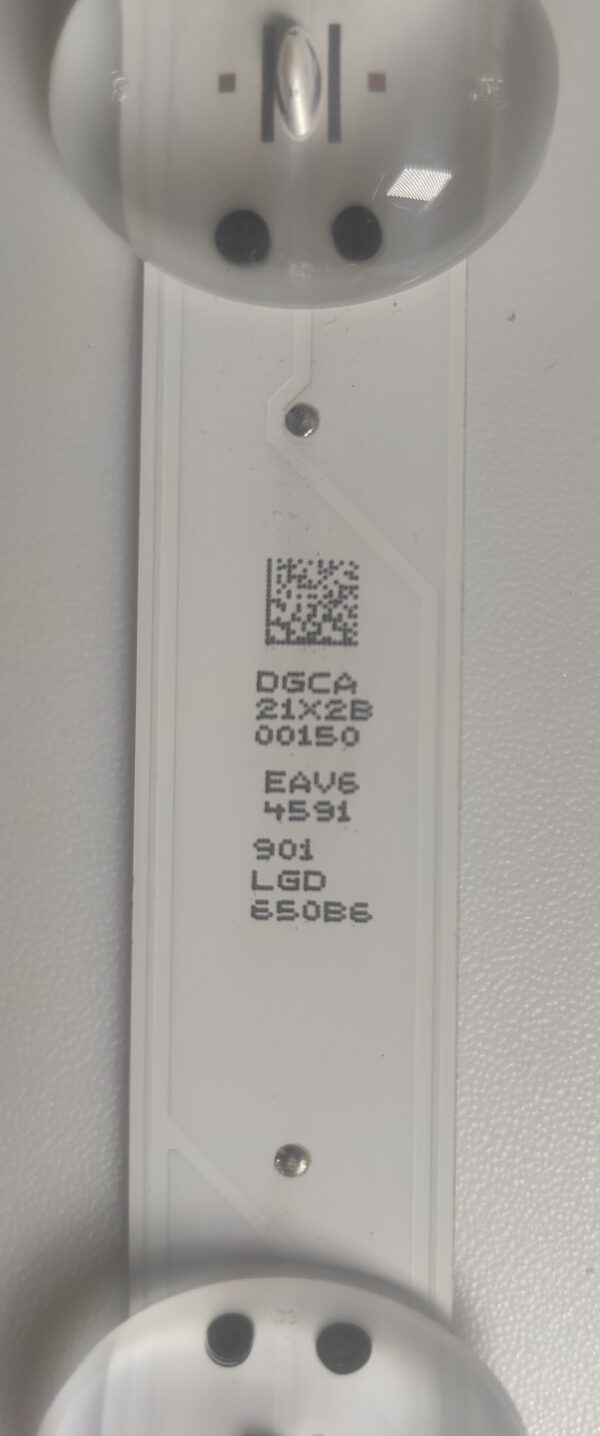 DGCA
21X2B
00150
EAV6
4591
901
LGD
650B6